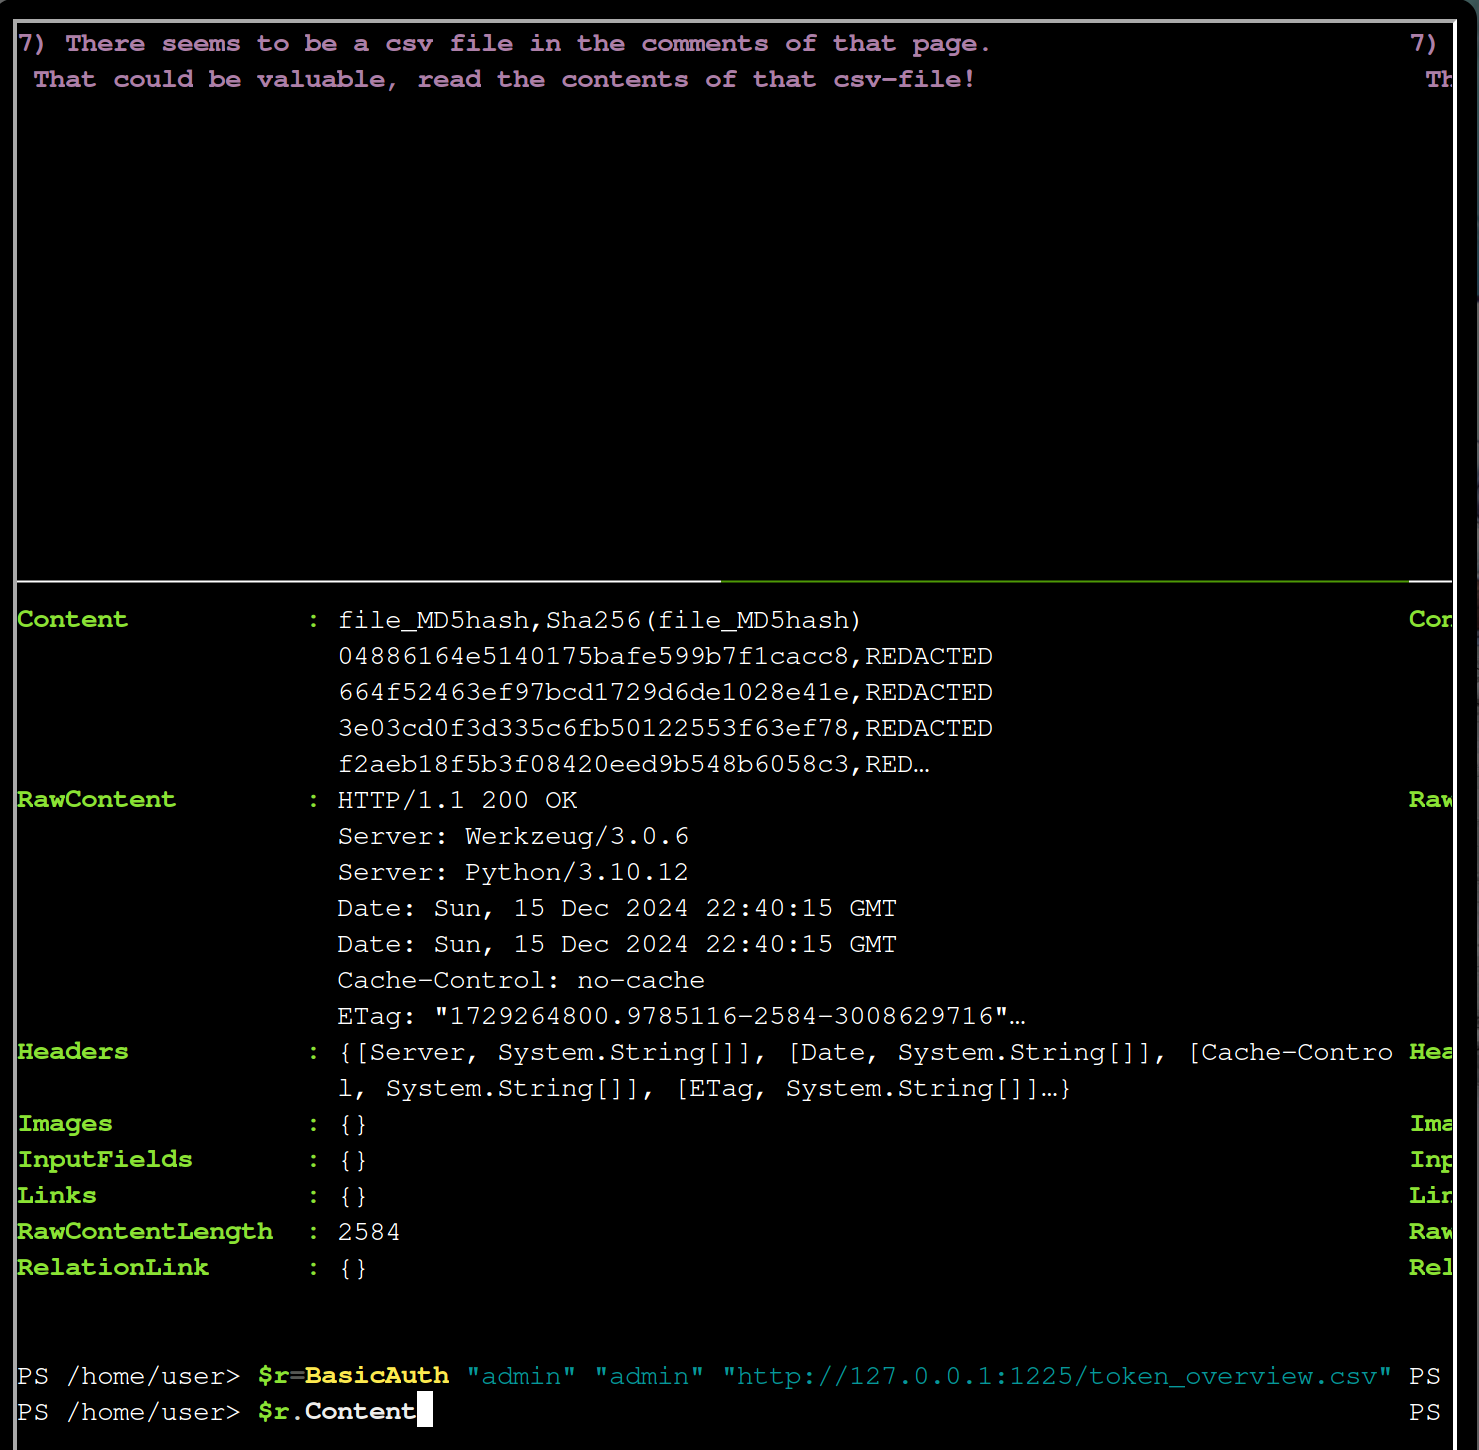 7) There seems to be a csv file in the comments of that page. 7)
That could be valuable, read the contents of that csv-file! Th
Content : file_MD5hash,Sha256(file_MD5hash) Con
04886164e5140175bafe599b7f1cacc8,REDACTED
664f52463ef97bcd1729d6de1028e41e,REDACTED
3e03cd0f3d335c6fb50122553f63ef78,REDACTED
f2aeb18f5b3f08420eed9b548b6058c3,RED…
RawContent : HTTP/1.1 200 OK Raw
Server: Werkzeug/3.0.6
Server: Python/3.10.12
Date: Sun, 15 Dec 2024 22:40:15 GMT
Date: Sun, 15 Dec 2024 22:40:15 GMT
Cache-Control: no-cache
ETag: "1729264800.9785116-2584-3008629716"…
Headers : {[Server, System.String[]], [Date, System.String[]], [Cache-Contro Hea
l, System.String[]], [ETag, System.String[]]…}
Images : {} Ima
InputFields : {} Inp
Links : {} Lin
RawContentLength : 2584 Raw
RelationLink : {} Rel
PS /home/user> $r=BasicAuth "admin" "admin" "http://127.0.0.1:1225/token_overview.csv" PS
PS /home/user> $r.Content PS